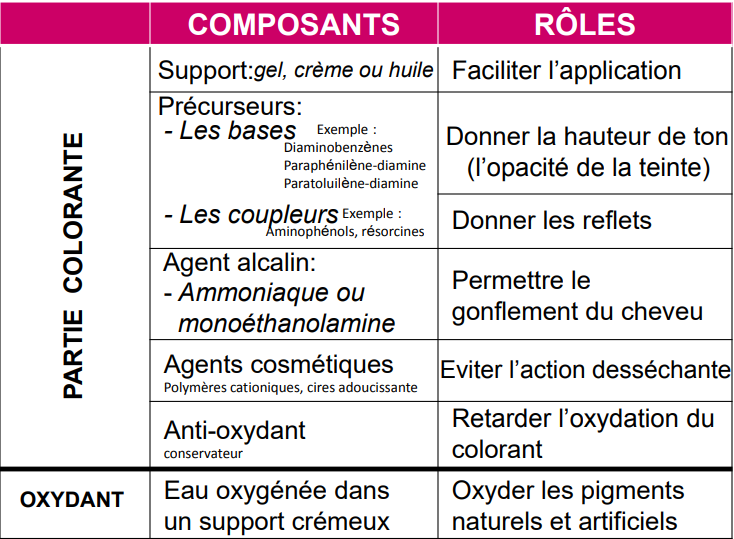 COMPOSANTS RÔLES
PARTIE COLORANTE
Support:gel, crème ou huile Faciliter l’application
Précurseurs:
- Les bases Exemple :
Diaminobenzènes
Paraphénilène-diamine
Paratoluilène-diamine
Donner la hauteur de ton
(l’opacité de la teinte)
- Les coupleurs Exemple :
Aminophénols, résorcines
Donner les reflets
Agent alcalin:
- Ammoniaque ou
monoéthanolamine
Permettre le
gonflement du cheveu
Agents cosmétiques
Polymères cationiques, cires adoucissante
Eviter l’action desséchante
Anti-oxydant
conservateur
Retarder l’oxydation du
colorant
OXYDANT
Eau oxygénée dans
un support crémeux
Oxyder les pigments
naturels et artificiels